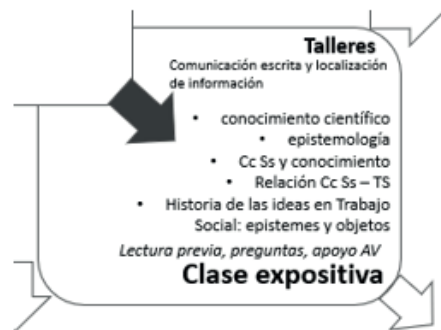 Talleres
Comunicación escrita y localización
de información
• conocimiento científico
• epistemología
• Cc Ss y conocimiento
• Relación Cc Ss – TS
• Historia de las ideas en Trabajo
Social: epistemes y objetos
Lectura previa, preguntas, apoyo AV
Clase expositiva